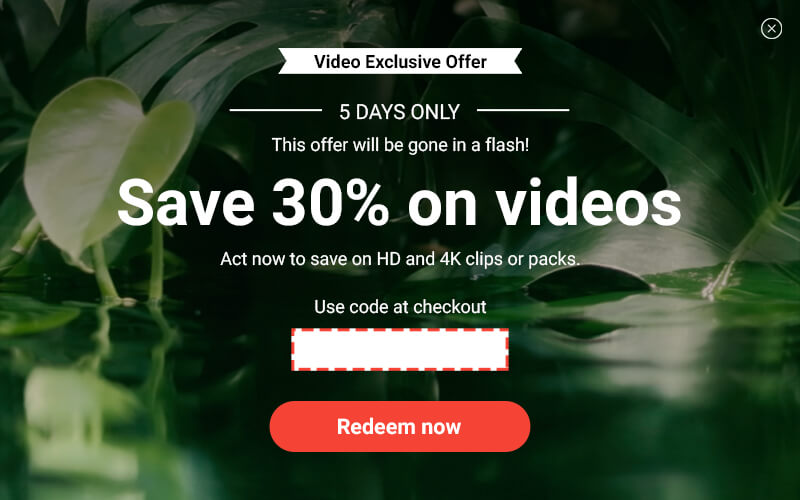 Video Exclusive Offer
5 DAYS ONLY
This offer will be gone in a flash!
Save 30% on videos
Act now to save on HD and 4K clips or packs.
Use code at checkout
Redeem now